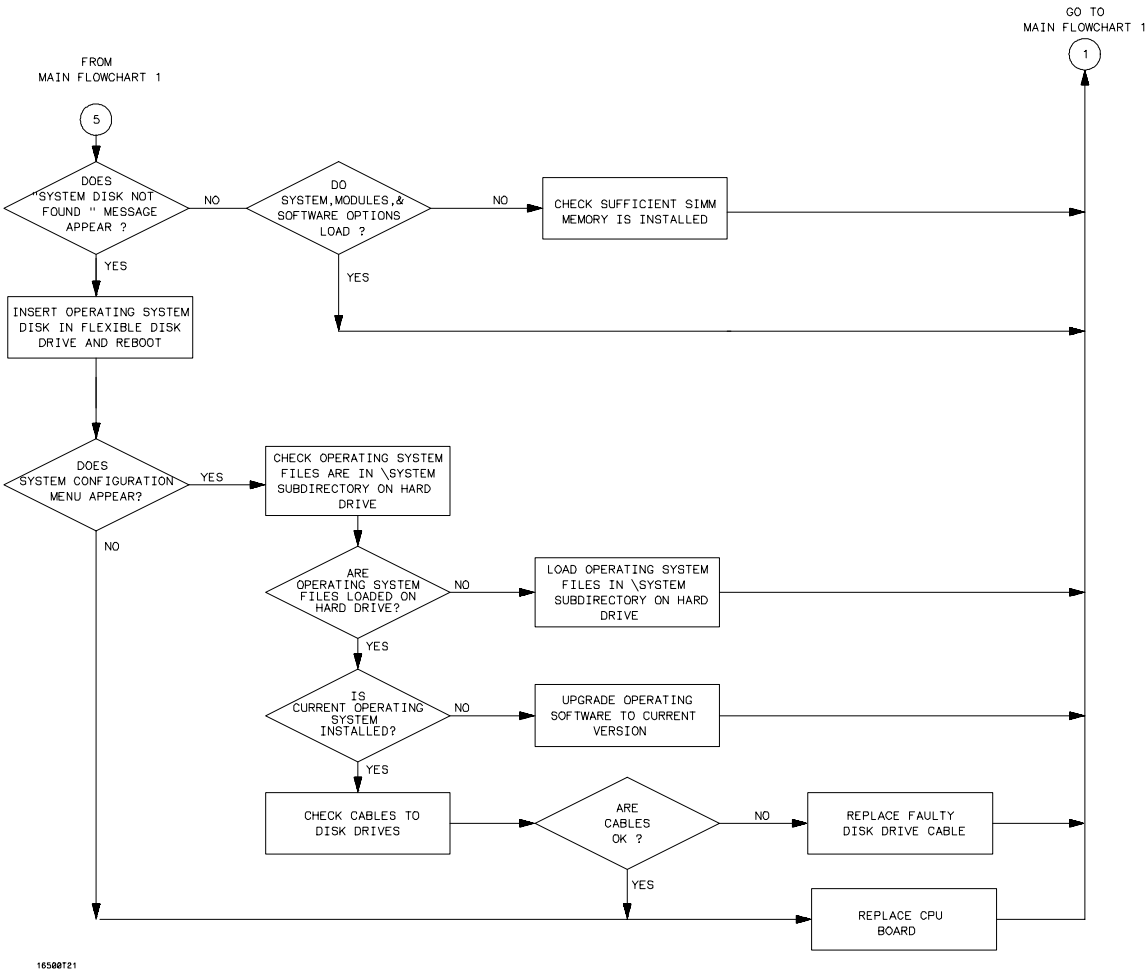 GO TO
MAIN FLOWCHART 1
1
FROM
MAIN FLOWCHART 1
5
DOES
"SYSTEM DISK NOT
FOUND " MESSAGE
APPEAR ?
NO
DO
SYSTEM,MODULES,&
SOFTWARE OPTIONS
LOAD ?
NO
CHECK SUFFICIENT SIMM
MEMORY IS INSTALLED
YES
YES
INSERT OPERATING SYSTEM
DISK IN FLEXIBLE DISK
DRIVE AND REBOOT
DOES
SYSTEM CONFIGURATION
MENU APPEAR?
YES
CHECK OPERATING SYSTEM
FILES ARE IN \SYSTEM
SUBDIRECTORY ON HARD
DRIVE
NO
ARE
OPERATING SYSTEM
FILES LOADED ON
HARD DRIVE?
NO
LOAD OPERATING SYSTEM
FILES IN \SYSTEM
SUBDIRECTORY ON HARD
DRIVE
YES
IS
CURRENT OPERATING
SYSTEM
INSTALLED?
NO
UPGRADE OPERATING
SOFTWARE TO CURRENT
VERSION
YES
CHECK CABLES TO
DISK DRIVES
ARE
CABLES
OK ?
NO
REPLACE FAULTY
DISK DRIVE CABLE
YES
REPLACE CPU
BOARD
16500T21